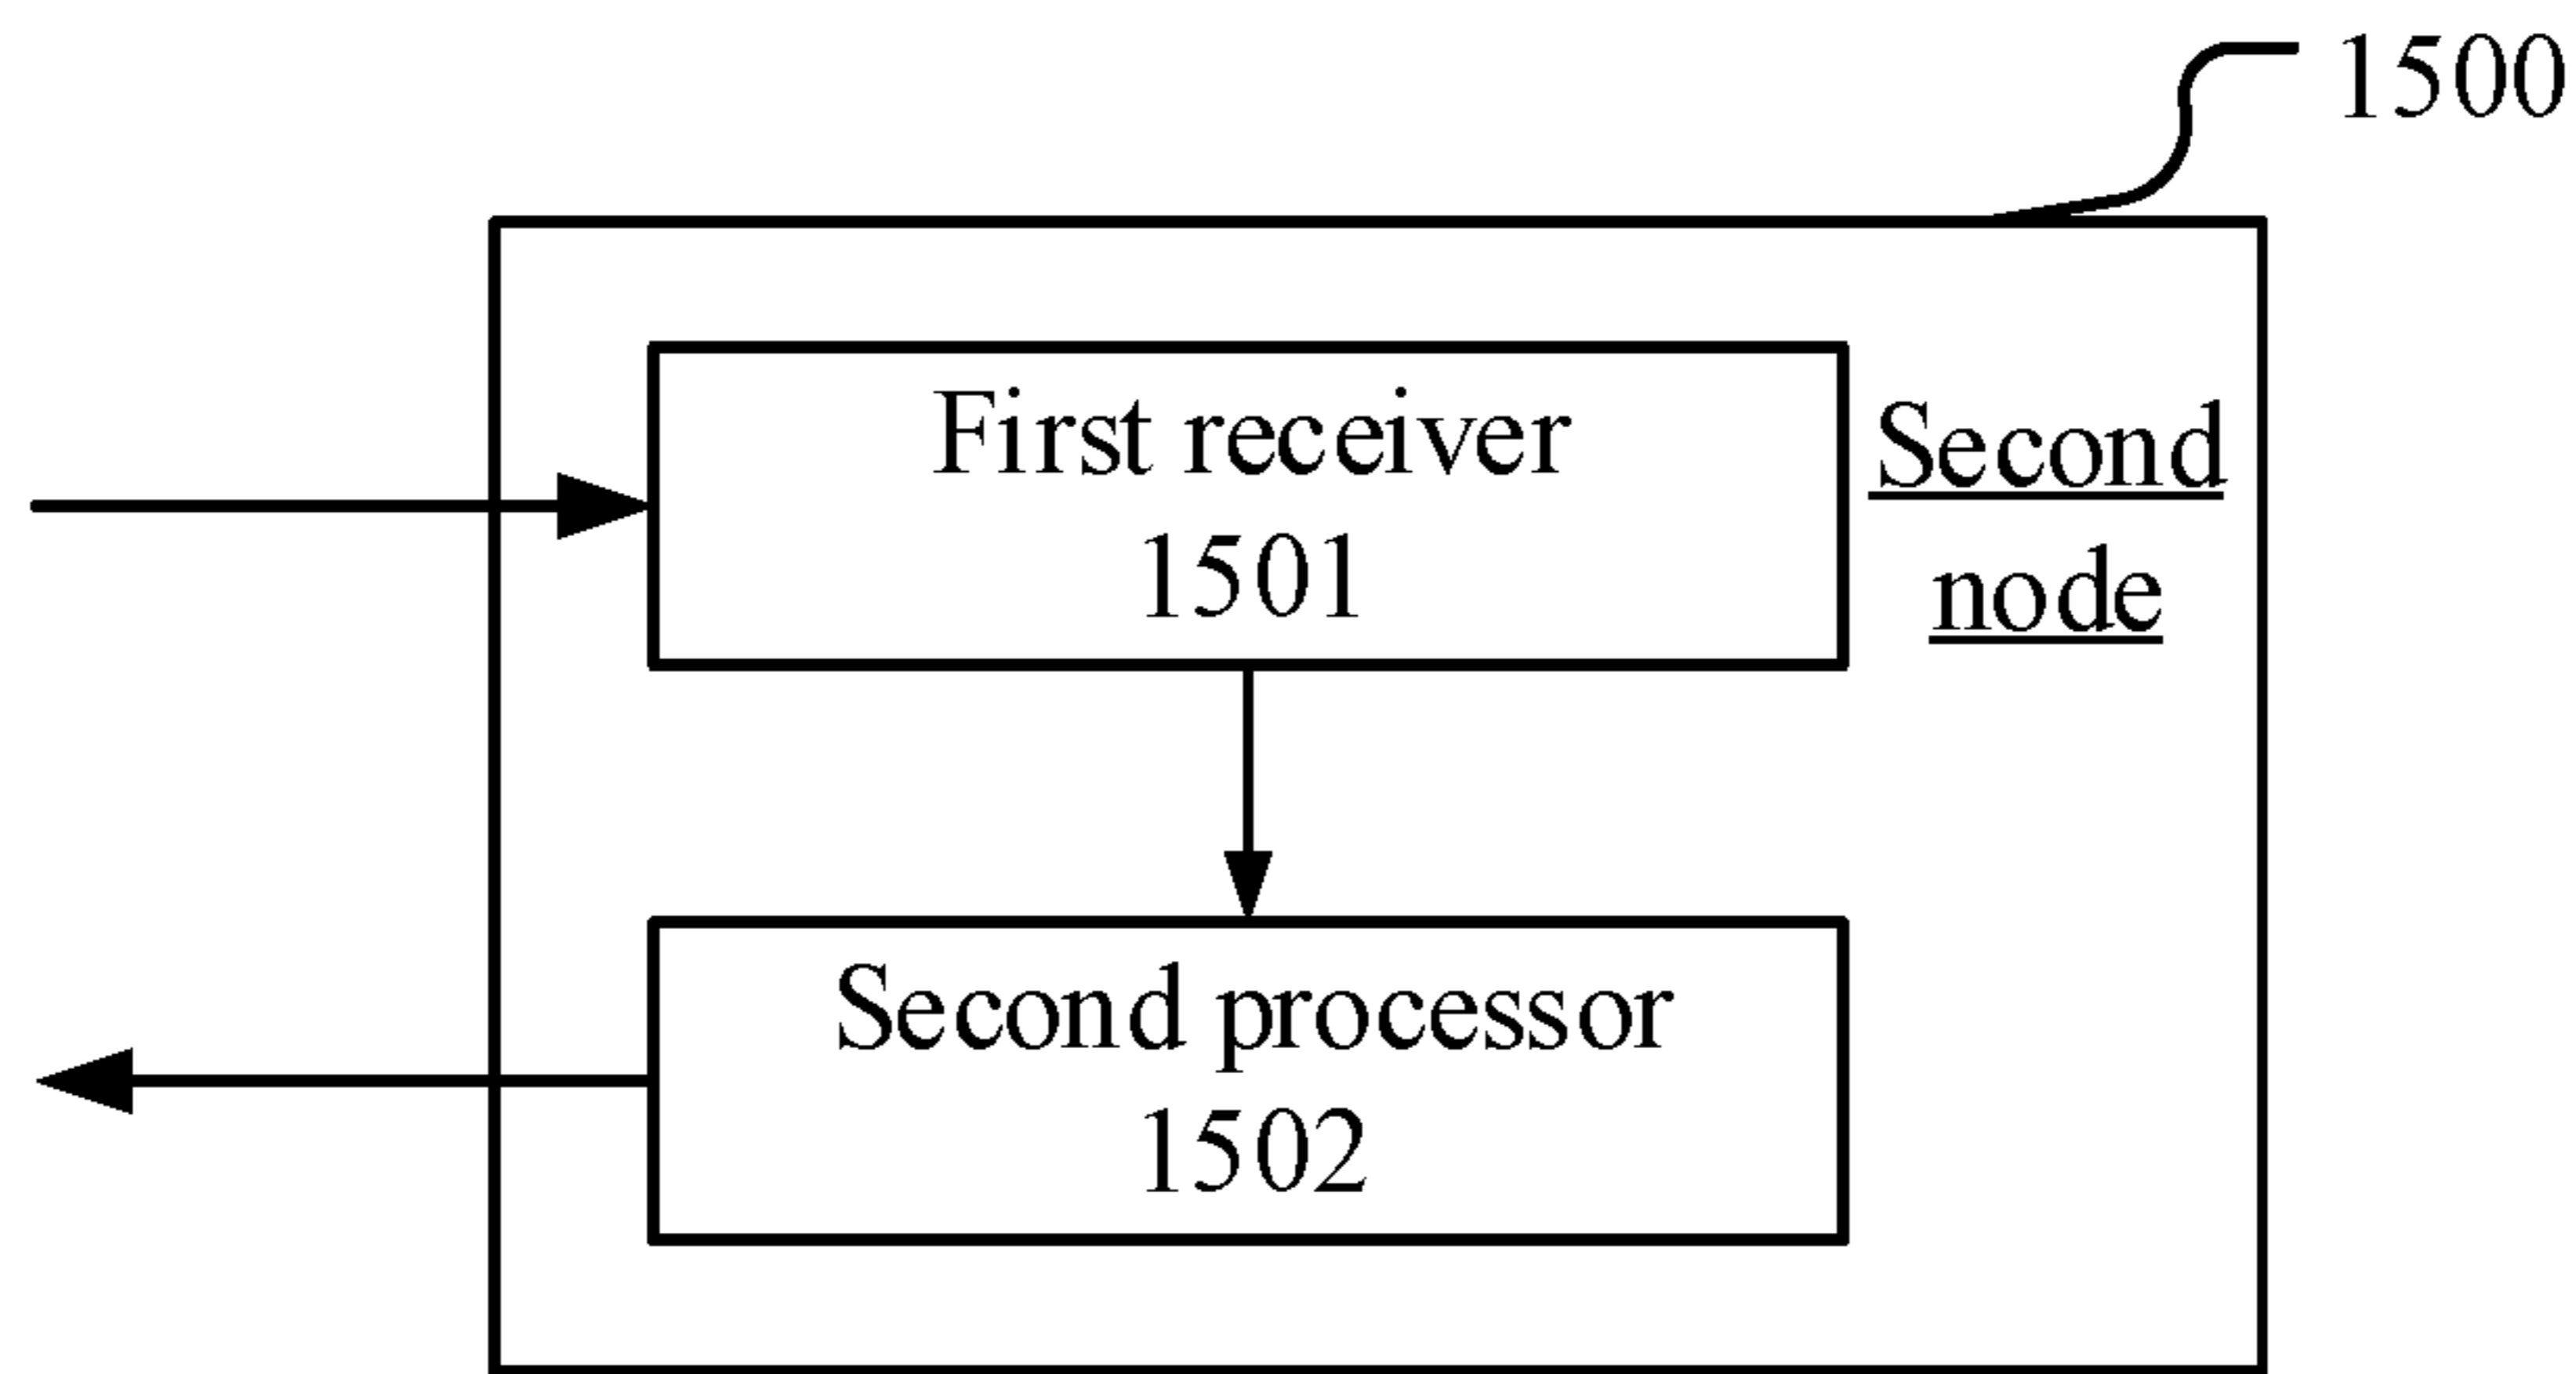 1500
First receiver
1501
Second
node
Second processor
1502